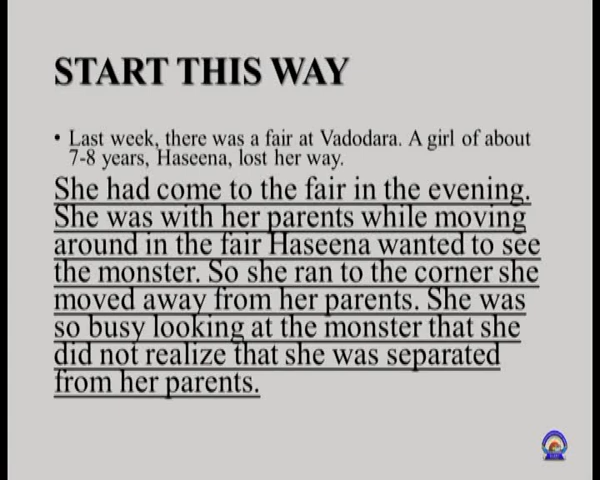 START THIS WAY
• Last week, there was a fair at Vadodara. A girl of about
7-8 years, Haseena, lost her way.
She had come to the fair in the evening.
She was with her parents while moving
around in the fair Haseena wanted to see
the monster. So she ran to the corner she
moved away from her parents. She was
so busy looking at the monster that she
did not realize that she was separated
from her parents.